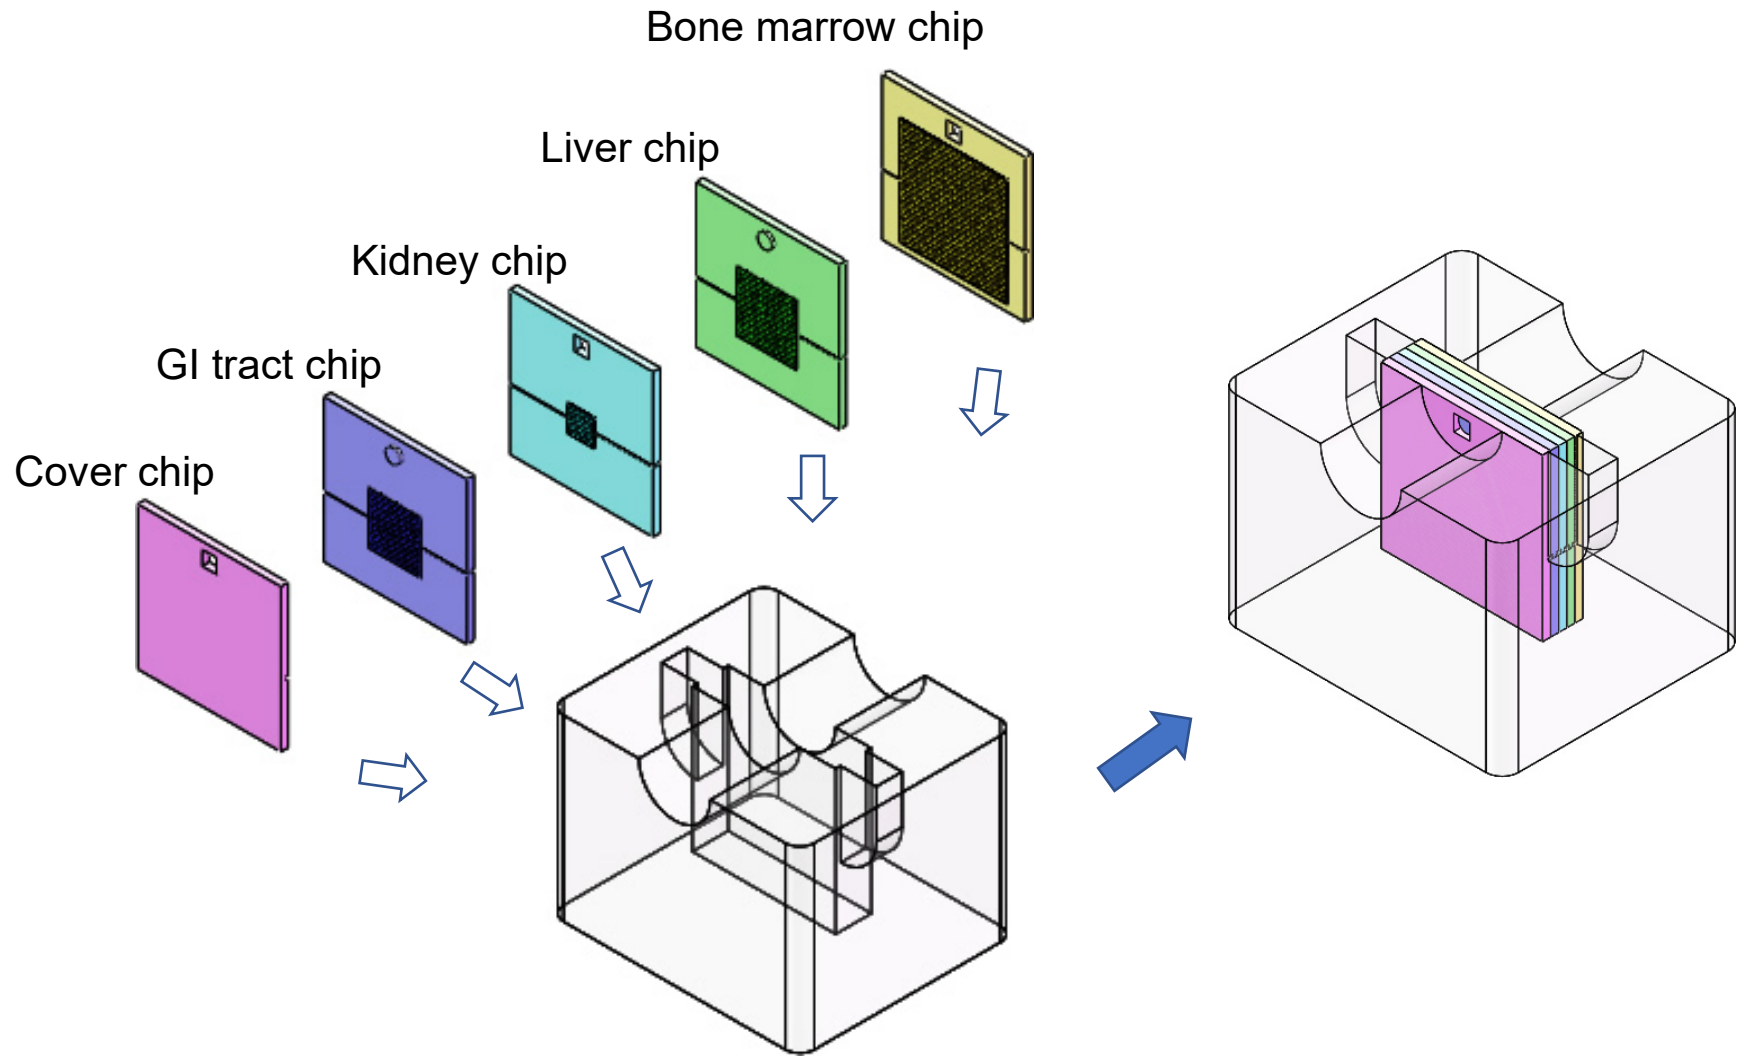 Bone marrow chip
Liver chip
Kidney chip
GI tract chip
Cover chip